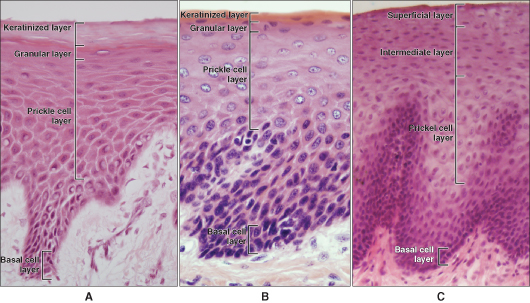 Keratinized layer
Granular layer
Prickle cell
layer
Basal cell
layer
A
Keratinized layer
Granular layer
Prickle cell
layer
Basal cell
layer
B
Superficial layer
Intermediate layer
Prickel cell
layer
Basal cell
layer
C